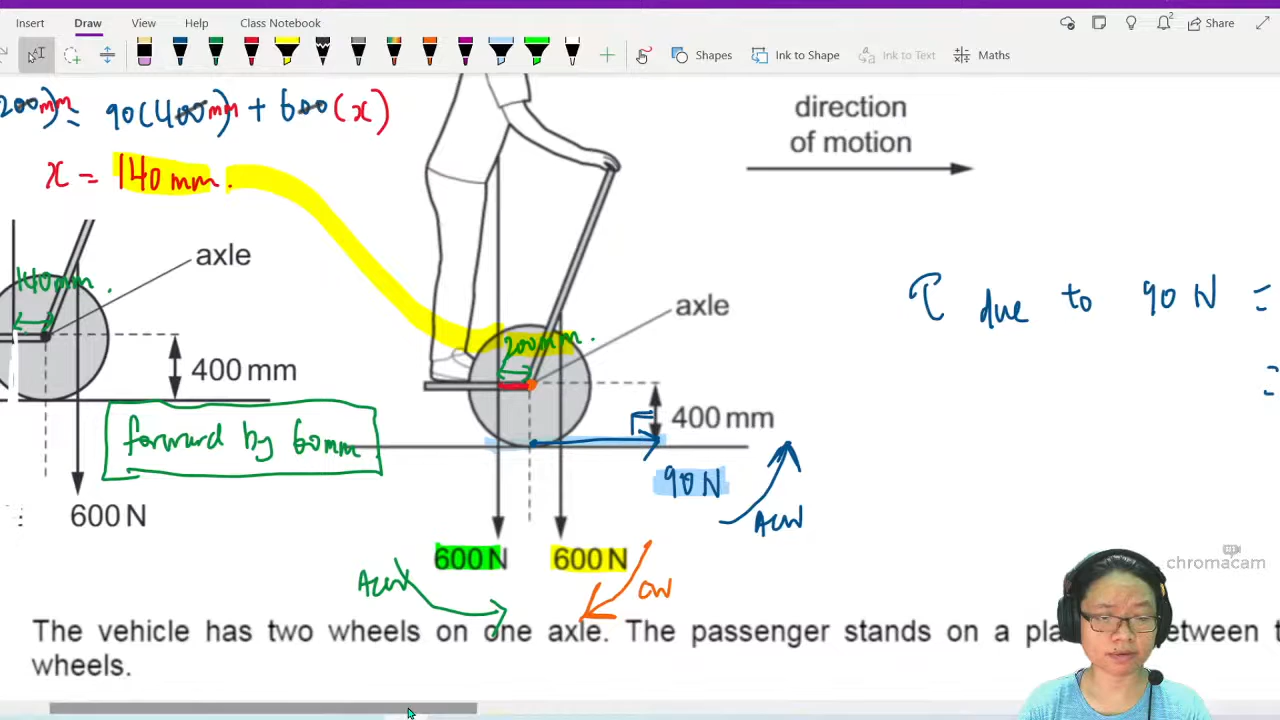 Insert Draw View Help Class Notebook Share
Shapes Ink to Shape Ink to Text Maths
200mm) = 90(400mm) + 600(x)
x = 140 mm.
direction
of motion
axle
140mm.
axle
τ due to 90 N =
=
200mm.
400 mm
400 mm
F
forward by 60mm.
90 N
ACW
600 N
600 N
600 N
ACW
CW
chromacam
The vehicle has two wheels on one axle. The passenger stands on a pla etween t
wheels.